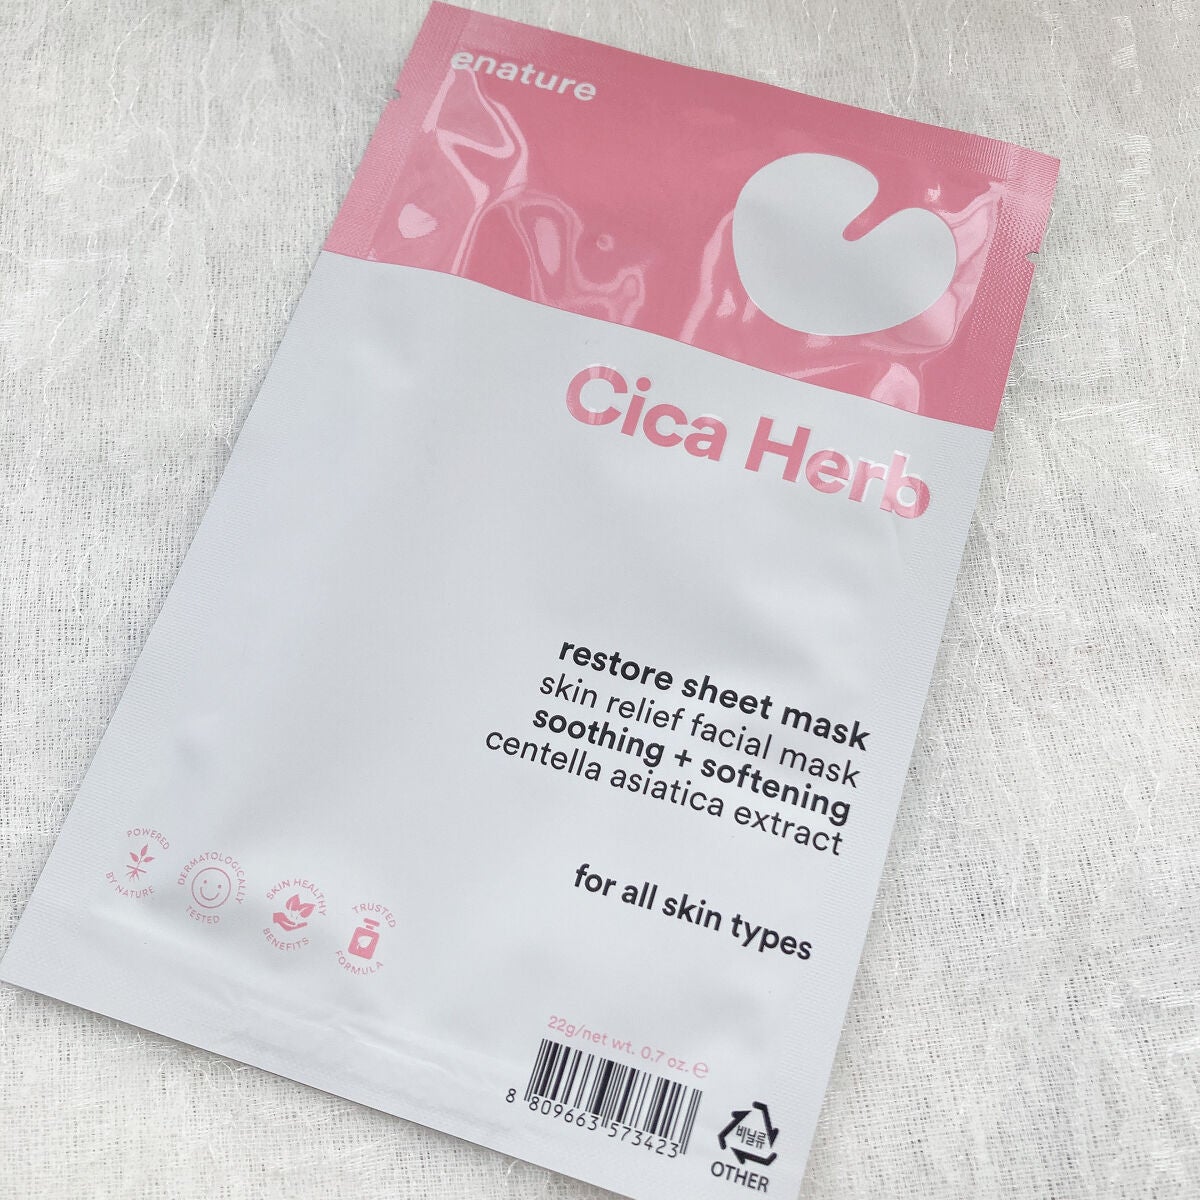 enature
Cica Herb
restore sheet mask
skin relief facial mask
soothing + softening
centella asiatica extract
for all skin types
POWERED
BY NATURE
DERMATOLOGICALLY
TESTED
SKIN HEALTHY
BENEFITS
TRUSTED
FORMULA
22g/net wt. 0.7 oz. ℮
8 809663 573423
비닐류
OTHER